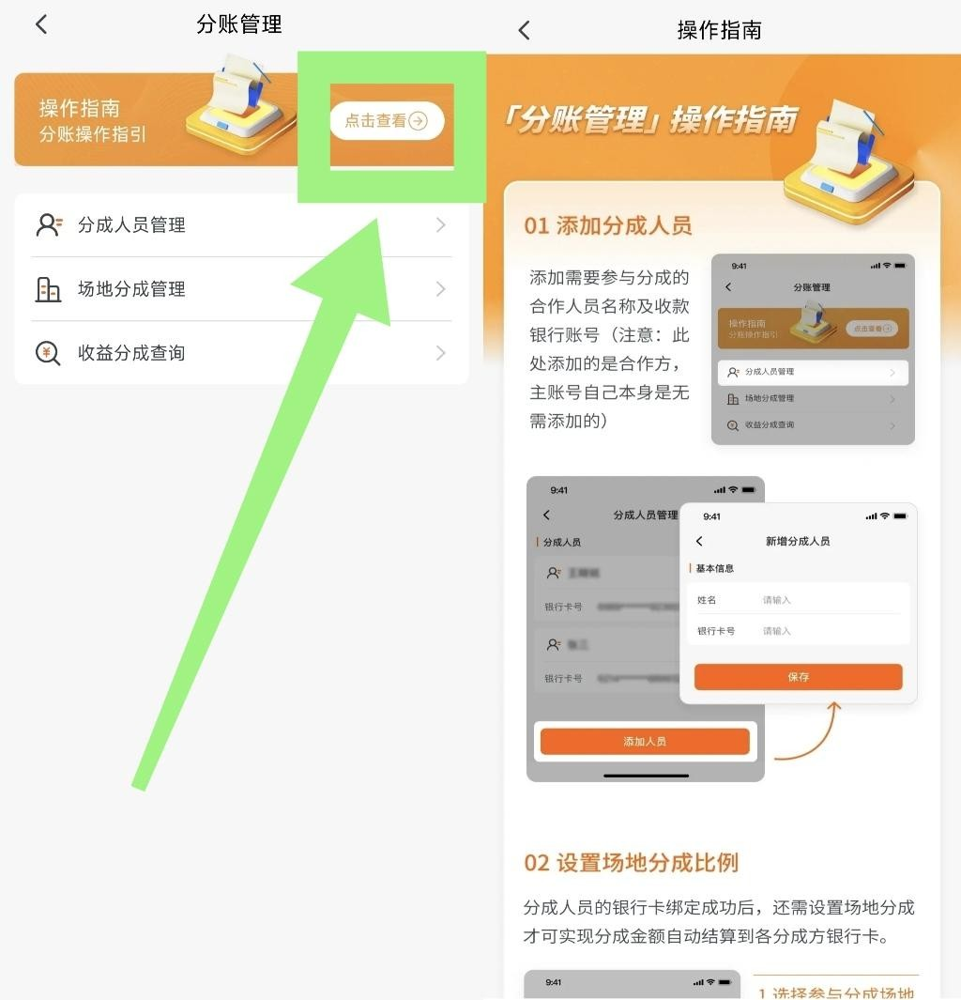 分账管理
操作指南
分账操作指引
点击查看
分成人员管理
场地分成管理
收益分成查询
操作指南
「分账管理」操作指南
01 添加分成人员
添加需要参与分成的
合作人员名称及收款
银行账号（注意：此
处添加的是合作方，
主账号自己本身是无
需添加的）
9:41
分账管理
操作指南
分账操作指引
点击查看
分成人员管理
场地分成管理
收益分成查询
9:41
分成人员管理
分成人员
银行卡号
银行卡号
添加人员
9:41
新增分成人员
基本信息
姓名 请输入
银行卡号 请输入
保存
02 设置场地分成比例
分成人员的银行卡绑定成功后，还需设置场地分成
才可实现分成金额自动结算到各分成方银行卡。
9:41
1.选择参与分成场地